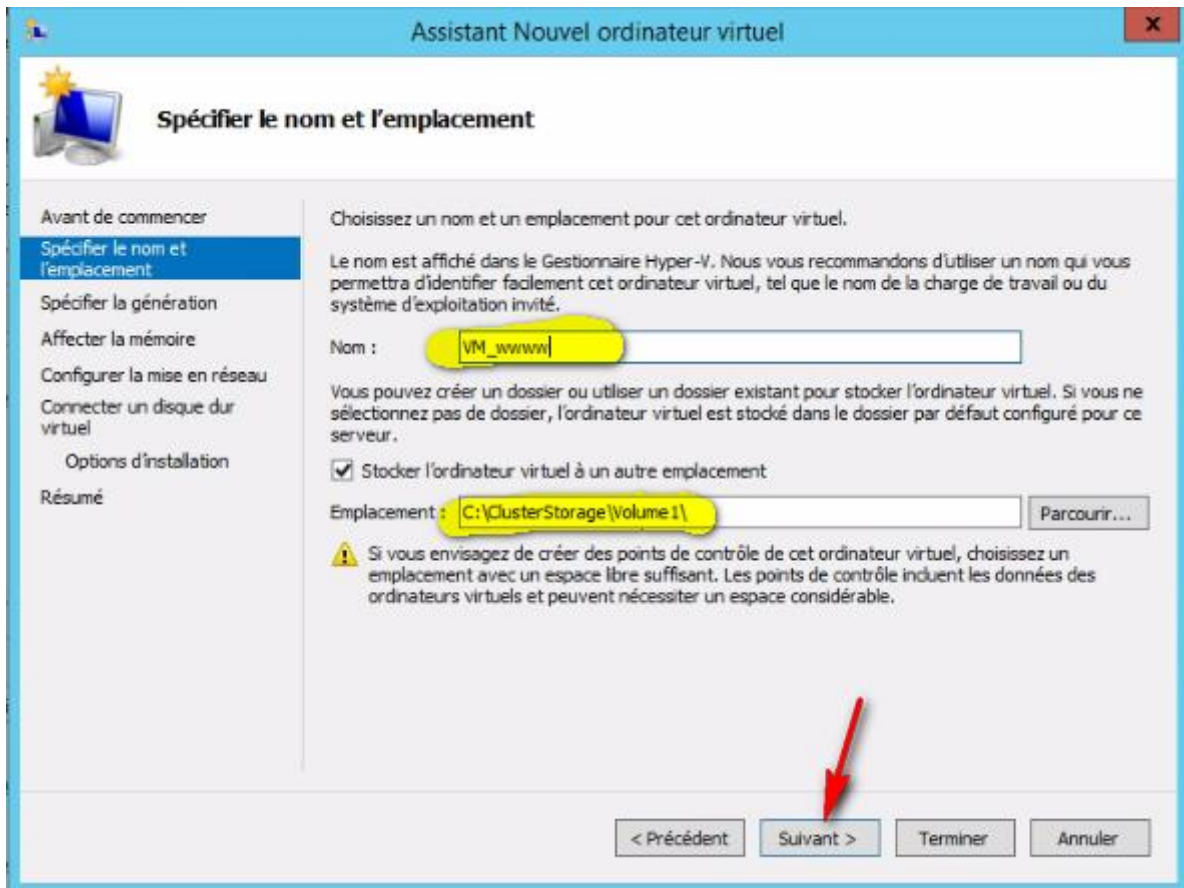 Assistant Nouvel ordinateur virtuel
x
Spécifier le nom et l'emplacement
Avant de commencer
Spécifier le nom et
l'emplacement
Spécifier la génération
Affecter la mémoire
Configurer la mise en réseau
Connecter un disque dur
virtuel
Options d'installation
Résumé
Choisissez un nom et un emplacement pour cet ordinateur virtuel.
Le nom est affiché dans le Gestionnaire Hyper-V. Nous vous recommandons d'utiliser un nom qui vous
permettra d'identifier facilement cet ordinateur virtuel, tel que le nom de la charge de travail ou du
système d'exploitation invité.
Nom : VM_wwww
Vous pouvez créer un dossier ou utiliser un dossier existant pour stocker l'ordinateur virtuel. Si vous ne
sélectionnez pas de dossier, l'ordinateur virtuel est stocké dans le dossier par défaut configuré pour ce
serveur.
Stocker l'ordinateur virtuel à un autre emplacement
Emplacement : C:\ClusterStorage\Volume1\ Parcourir...
Si vous envisagez de créer des points de contrôle de cet ordinateur virtuel, choisissez un
emplacement avec un espace libre suffisant. Les points de contrôle incluent les données des
ordinateurs virtuels et peuvent nécessiter un espace considérable.
< Précédent Suivant > Terminer Annuler